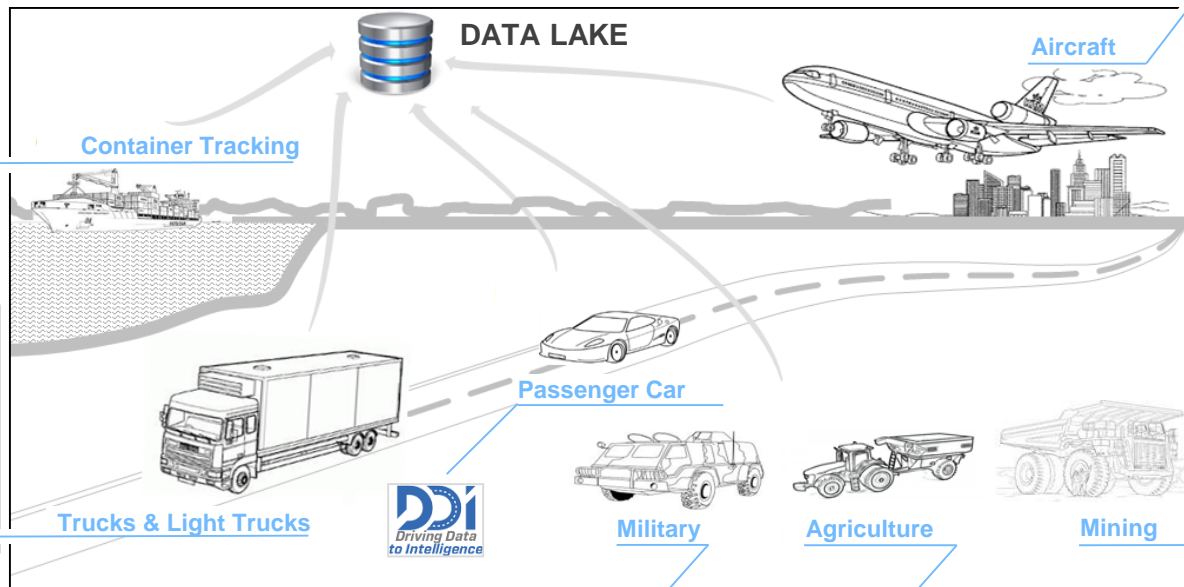 DATA LAKE
Aircraft
Container Tracking
Passenger Car
Trucks & Light Trucks
DDI
Driving Data
to Intelligence
Military
Agriculture
Mining